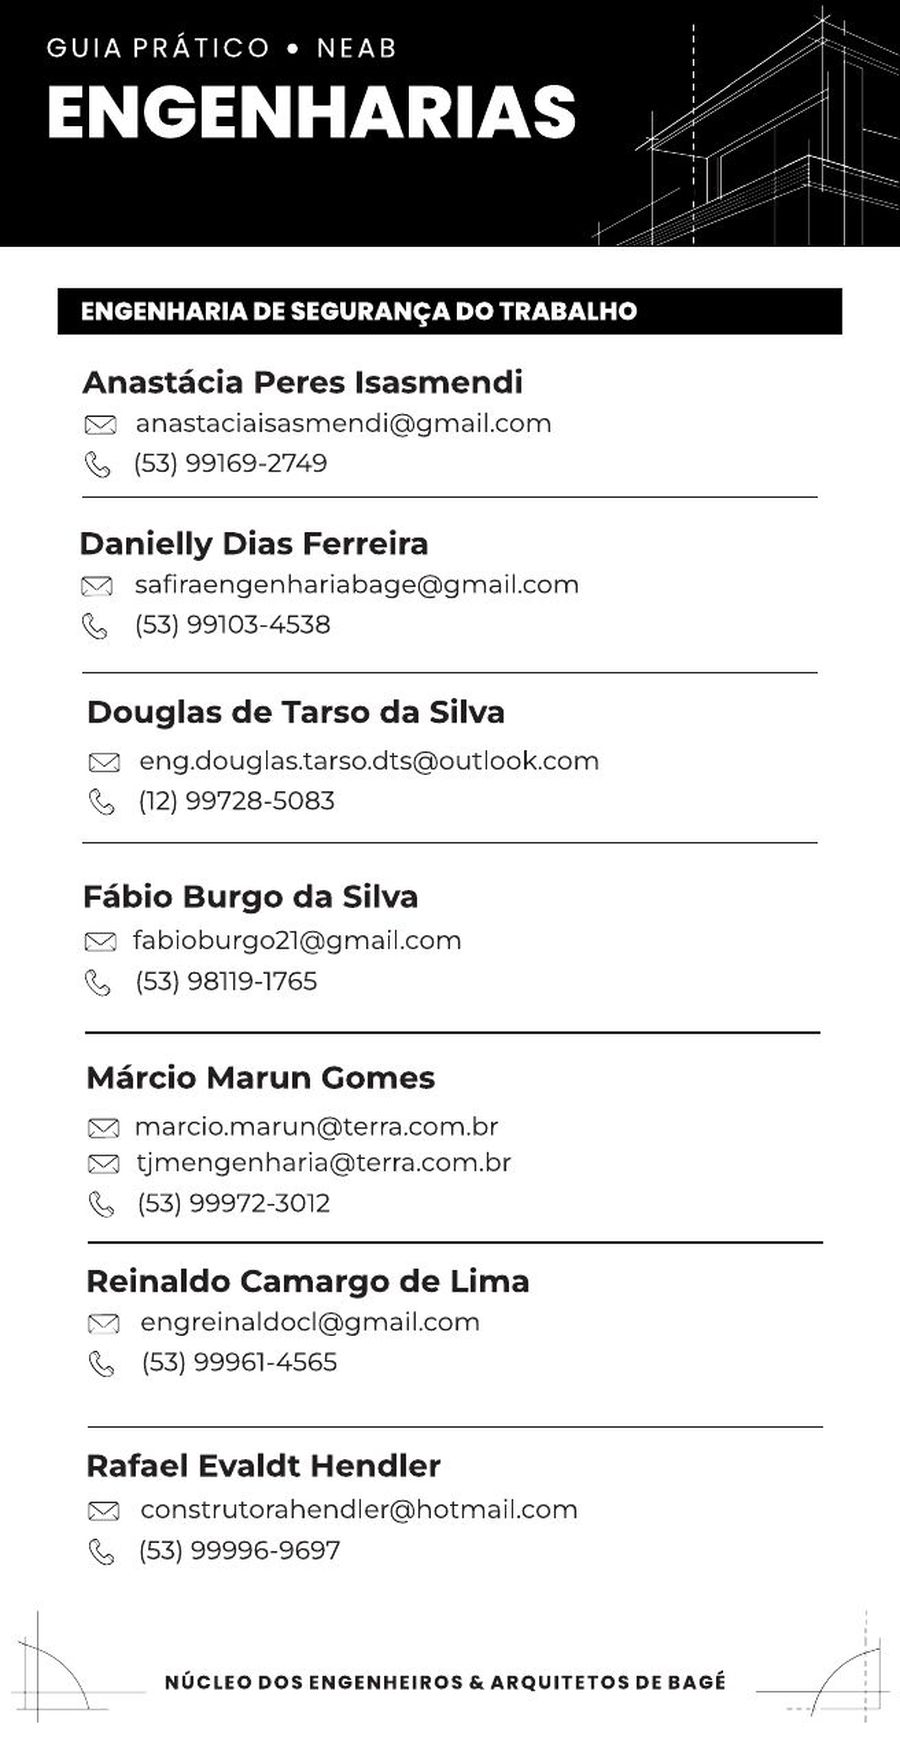 GUIA PRÁTICO • NEAB
ENGENHARIAS
ENGENHARIA DE SEGURANÇA DO TRABALHO
Anastácia Peres Isasmendi
anastaciaisasmendi@gmail.com
(53) 99169-2749
Danielly Dias Ferreira
safiraengenhariabage@gmail.com
(53) 99103-4538
Douglas de Tarso da Silva
eng.douglas.tarso.dts@outlook.com
(12) 99728-5083
Fábio Burgo da Silva
fabioburgo21@gmail.com
(53) 98119-1765
Márcio Marun Gomes
marcio.marun@terra.com.br
tjmengenharia@terra.com.br
(53) 99972-3012
Reinaldo Camargo de Lima
engreinaldocl@gmail.com
(53) 99961-4565
Rafael Evaldt Hendler
construtorahendler@hotmail.com
(53) 99996-9697
NÚCLEO DOS ENGENHEIROS & ARQUITETOS DE BAGÉ